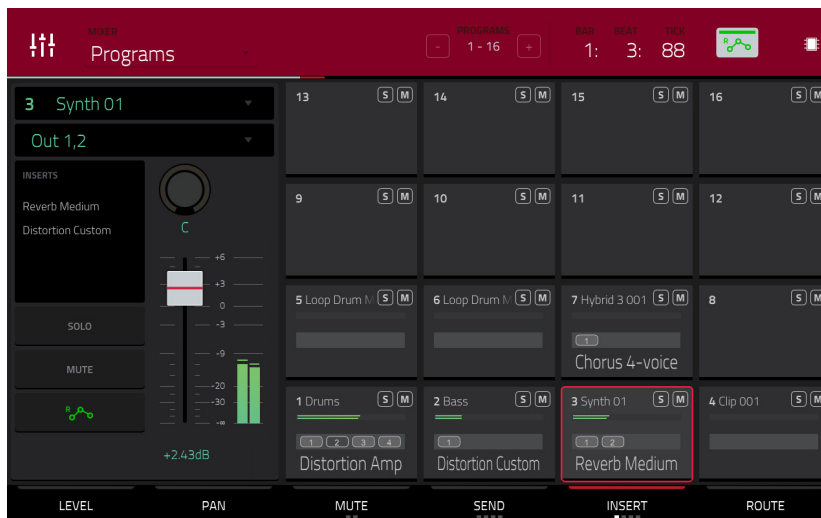 MIXER
Programs
PROGRAMS
- 1 - 16 +
BAR BEAT TICK
1: 3: 88
R
3 Synth 01
Out 1,2
INSERTS
Reverb Medium
Distortion Custom
C
+6
+3
0
-3
-9
-20
-30
-∞
SOLO
MUTE
R
+2.43dB
13 S M
14 S M
15 S M
16 S M
9 S M
10 S M
11 S M
12 S M
5 Loop Drum M S M
6 Loop Drum M S M
7 Hybrid 3 001 S M
1
Chorus 4-voice
8 S M
1 Drums S M
1 2 3 4
Distortion Amp
2 Bass S M
1
Distortion Custom
3 Synth 01 S M
1 2
Reverb Medium
4 Clip 001 S M
LEVEL PAN MUTE SEND INSERT ROUTE